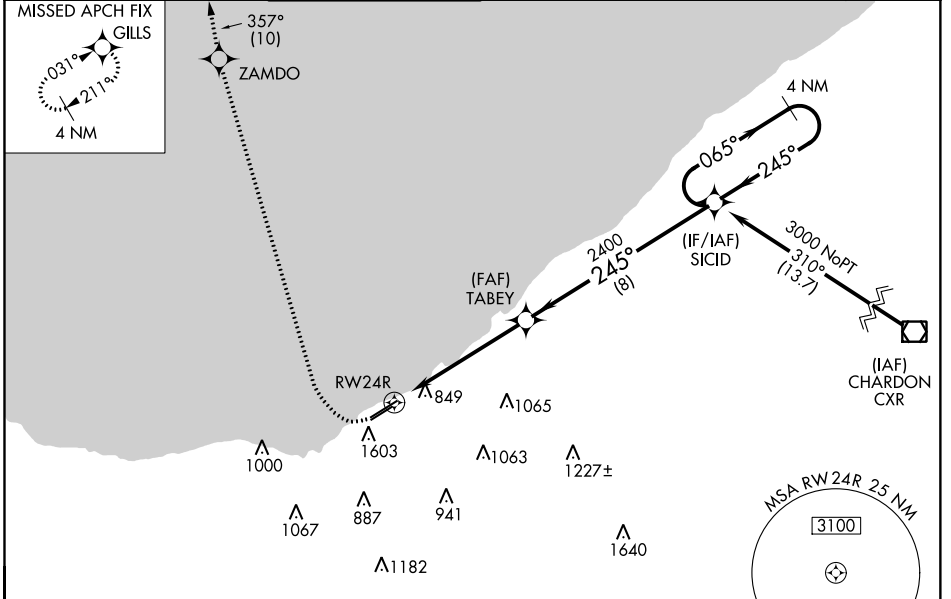 MISSED APCH FIX
GILLS
031°
211°
4 NM
357°
(10)
ZAMDO
4 NM
065°
245°
(IF/IAF)
SICID
3000 NoPT
310°
(13.7)
2400
245°
(8)
(FAF)
TABEY
(IAF)
CHARDON
CXR
RW24R
849
1065
1603
1000
1063
1227±
1067
887
941
1182
1640
MSA RW24R 25 NM
3100